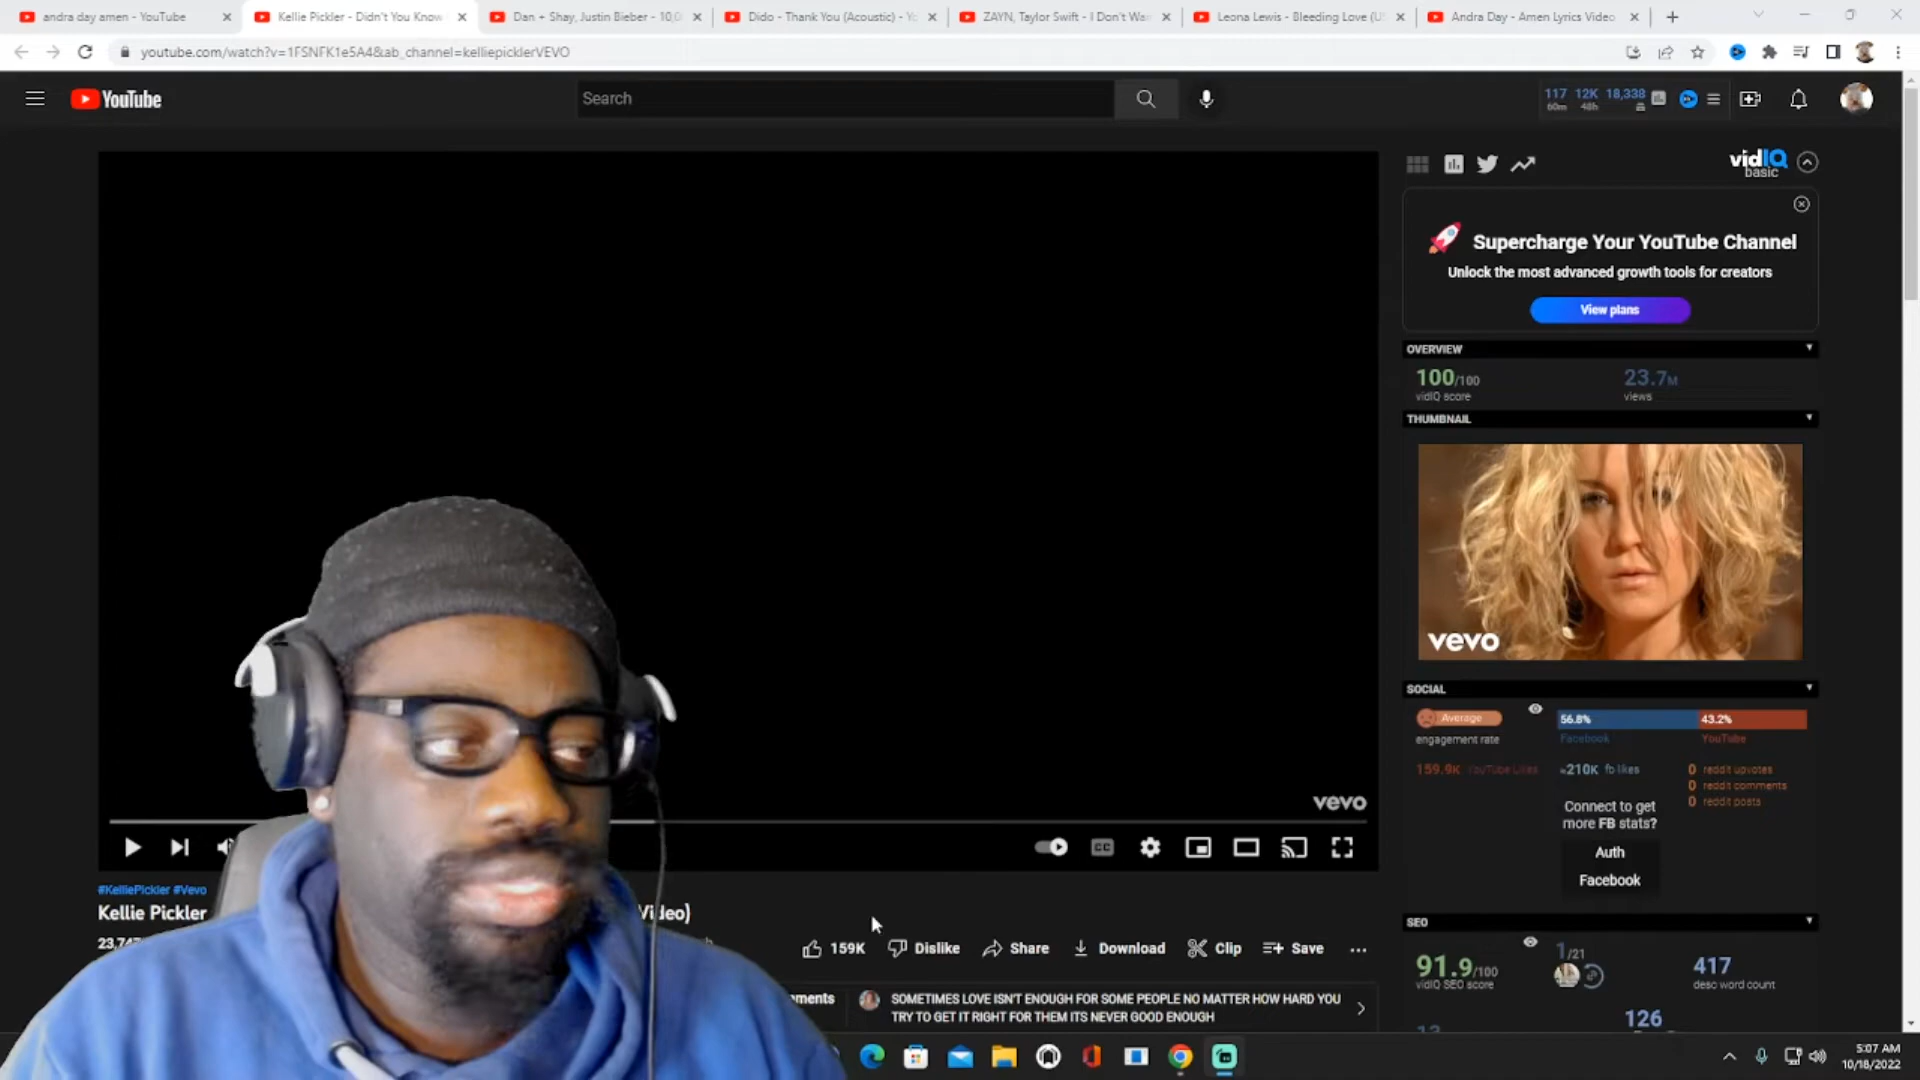 andra day amen - YouTube
Kellie Pickler - Didn't You Know
Dan + Shay, Justin Bieber - 10,0
Dido - Thank You (Acoustic) - Yo
ZAYN, Taylor Swift - I Don't Wa
Leona Lewis - Bleeding Love (U
Andra Day - Amen Lyrics Video
youtube.com/watch?v=1FSNFK1e5A4&ab_channel=kelliepicklerVEVO
YouTube
Search
117 12K 18,338
60m 48h
vidIQ
basic
Supercharge Your YouTube Channel
Unlock the most advanced growth tools for creators
View plans
OVERVIEW
100/100 23.7M
vidIQ score views
THUMBNAIL
vevo
SOCIAL
Average 56.8% 43.2%
engagement rate Facebook YouTube
159.9K YouTube Likes ≈210K fb likes 0 reddit upvotes
0 reddit comments
0 reddit posts
Connect to get
more FB stats?
Auth
Facebook
SEO
91.9/100 1/21 417
vidIQ SEO score desc word count
126
vevo
CC
#KelliePickler #Vevo
Kellie Pickler Video)
23,747
159K Dislike Share Download Clip Save
mments
SOMETIMES LOVE ISN'T ENOUGH FOR SOME PEOPLE NO MATTER HOW HARD YOU
TRY TO GET IT RIGHT FOR THEM ITS NEVER GOOD ENOUGH
5:07 AM
10/18/2022